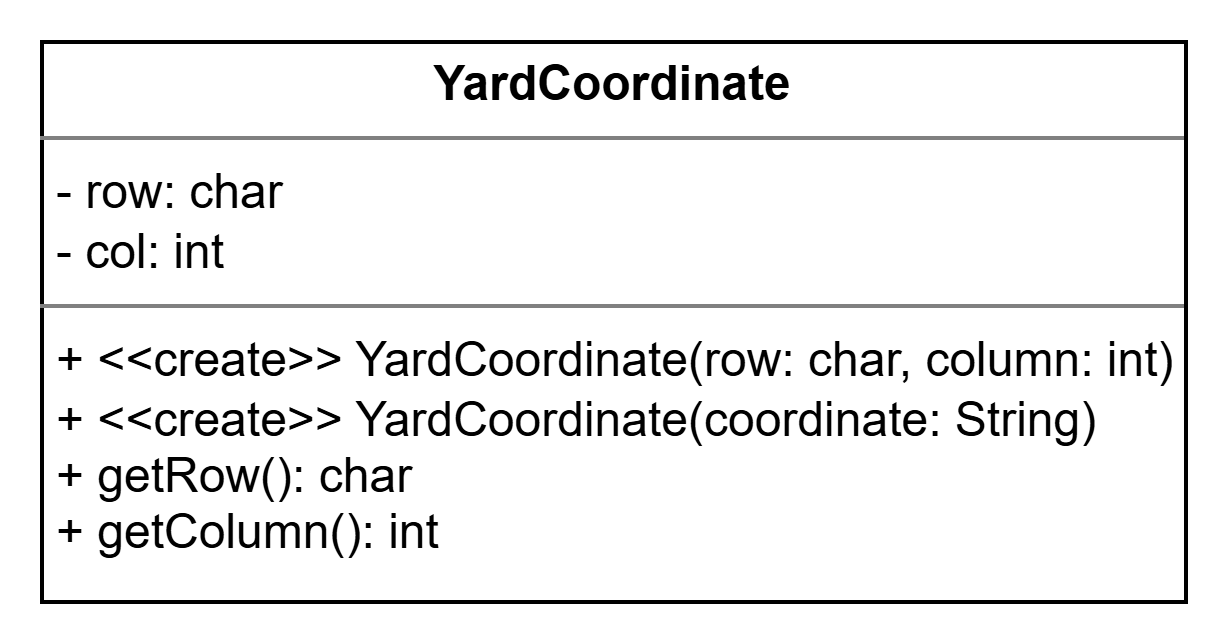 YardCoordinate
- row: char
- col: int
+ <<create>> YardCoordinate(row: char, column: int)
+ <<create>> YardCoordinate(coordinate: String)
+ getRow(): char
+ getColumn(): int